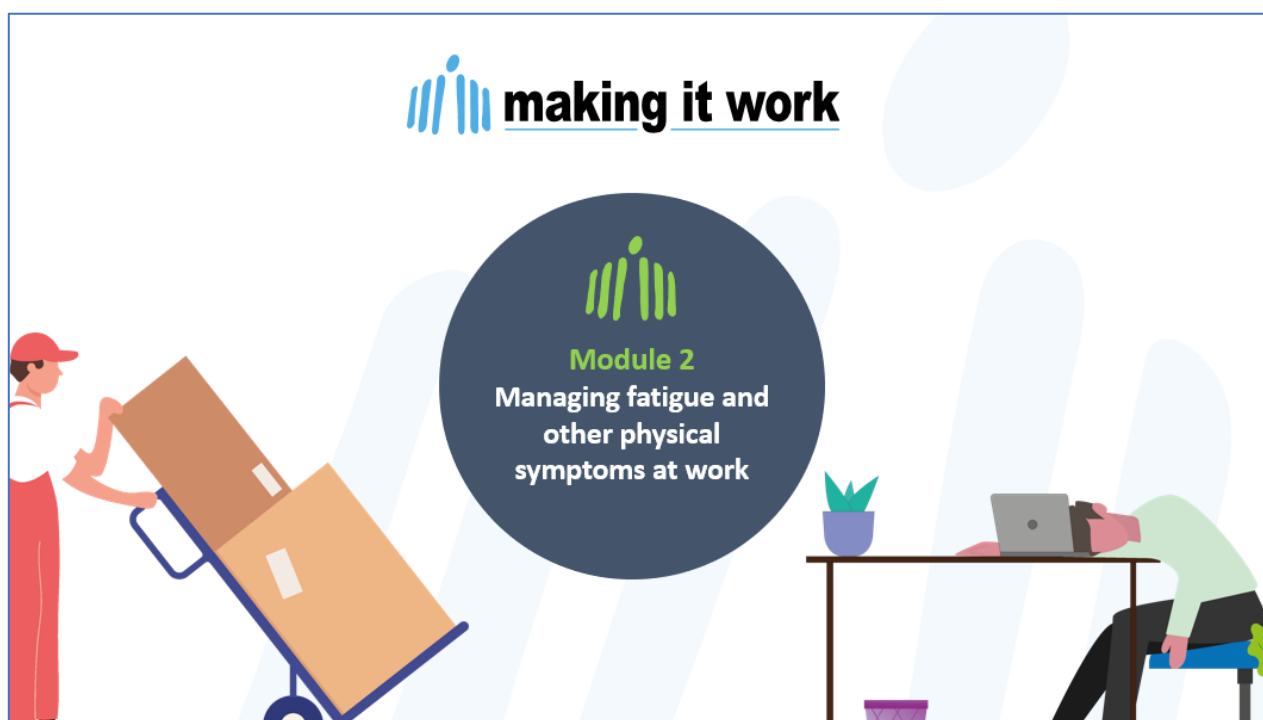 making it work
Module 2
Managing fatigue and
other physical
symptoms at work